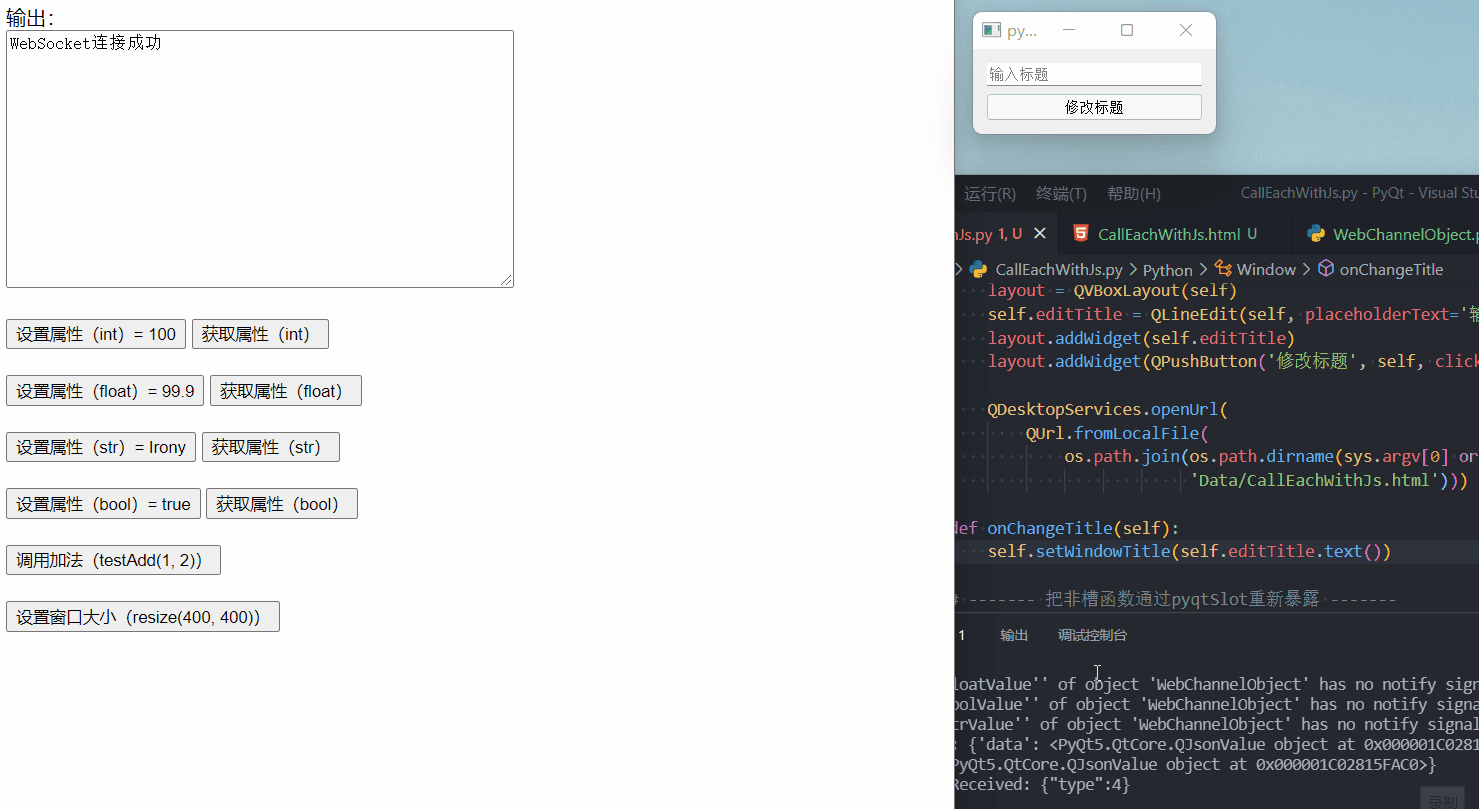 输出：
WebSocket连接成功
设置属性（int）= 100 获取属性（int）
设置属性（float）= 99.9 获取属性（float）
设置属性（str）= Irony 获取属性（str）
设置属性（bool）= true 获取属性（bool）
调用加法（testAdd(1, 2)）
设置窗口大小（resize(400, 400)）
py...
输入标题
修改标题
运行(R) 终端(T) 帮助(H) CallEachWithJs.py - PyQt - Visual Stu
hJs.py 1, U CallEachWithJs.html U WebChannelObject.p
CallEachWithJs.py > Python > Window > onChangeTitle
layout = QVBoxLayout(self)
self.editTitle = QLineEdit(self, placeholderText='输
layout.addWidget(self.editTitle)
layout.addWidget(QPushButton('修改标题', self, click
QDesktopServices.openUrl(
QUrl.fromLocalFile(
os.path.join(os.path.dirname(sys.argv[0] or
'Data/CallEachWithJs.html')))
def onChangeTitle(self):
self.setWindowTitle(self.editTitle.text())
# ------- 把非槽函数通过pyqtSlot重新暴露 -------
1 输出 调试控制台
loatValue'' of object 'WebChannelObject' has no notify sign
oolValue'' of object 'WebChannelObject' has no notify signa
trValue'' of object 'WebChannelObject' has no notify signal
: {'data': <PyQt5.QtCore.QJsonValue object at 0x000001C0281
PyQt5.QtCore.QJsonValue object at 0x000001C02815FAC0>}
Received: {"type":4}
录制